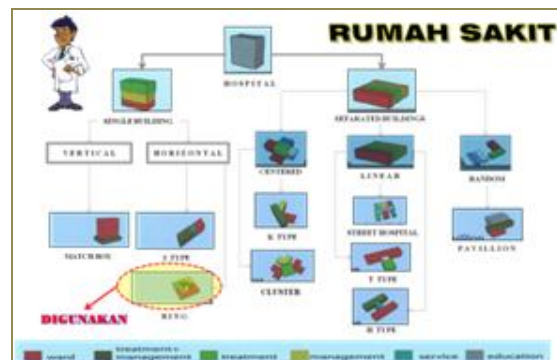 RUMAH SAKIT
HOSPITAL
SINGLE BUILDING
SEPARATED BUILDINGS
VERTICAL
HORIZONTAL
CENTERED
LINEAR
RANDOM
MATCH BOX
K TYPE
STREET HOSPITAL
PAVILLION
RING
CLUSTER
T TYPE
DIGUNAKAN
H TYPE
ward
treatment+
management
treatment
management
service
education